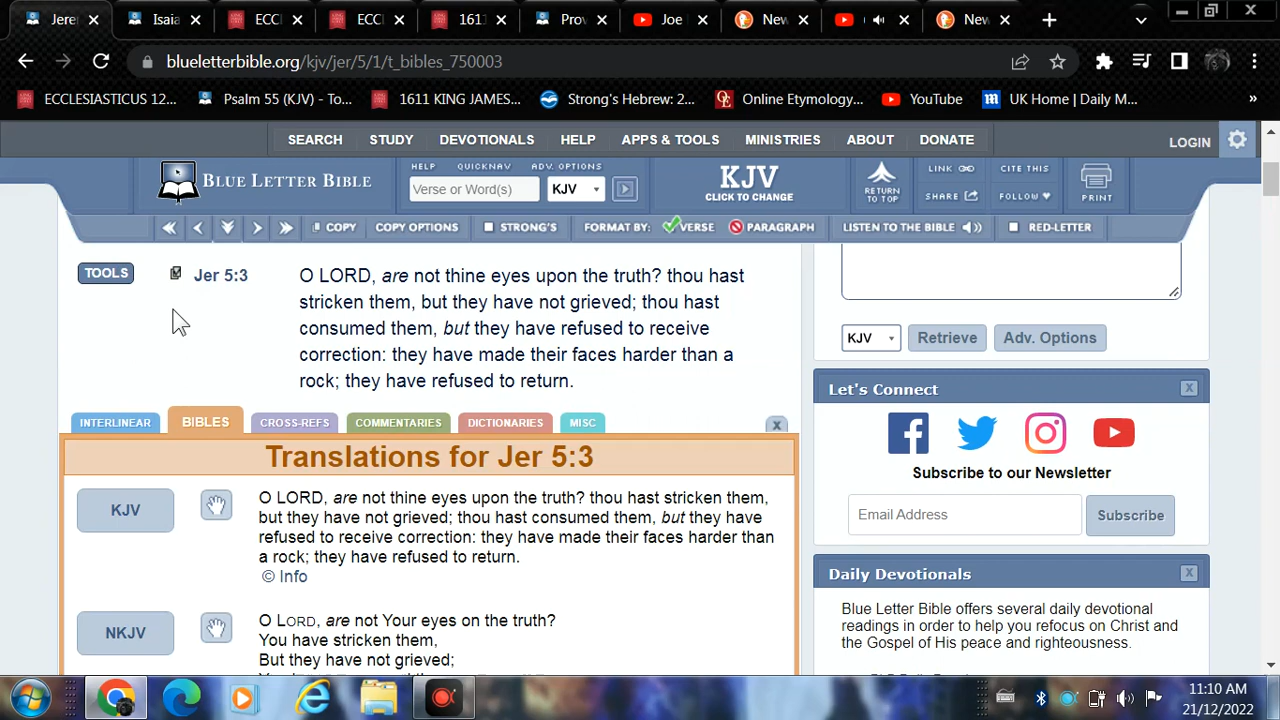 Jerer
Isaia
ECCl
ECCl
161'
Prov
Joe
New
New
blueletterbible.org/kjv/jer/5/1/t_bibles_750003
ECCLESIASTICUS 12...
Psalm 55 (KJV) - To...
1611 KING JAMES...
Strong's Hebrew: 2...
Online Etymology...
YouTube
UK Home | Daily M...
»
SEARCH STUDY DEVOTIONALS HELP APPS & TOOLS MINISTRIES ABOUT DONATE
LOGIN
BLUE LETTER BIBLE
HELP QUICKNAV ADV. OPTIONS
Verse or Word(s) KJV
KJV
CLICK TO CHANGE
RETURN
TO TOP
LINK
CITE THIS
SHARE
FOLLOW
PRINT
COPY COPY OPTIONS STRONG'S FORMAT BY: VERSE PARAGRAPH LISTEN TO THE BIBLE RED-LETTER
TOOLS
Jer 5:3
O LORD, are not thine eyes upon the truth? thou hast
stricken them, but they have not grieved; thou hast
consumed them, but they have refused to receive
correction: they have made their faces harder than a
rock; they have refused to return.
INTERLINEAR BIBLES CROSS-REFS COMMENTARIES DICTIONARIES MISC
x
Translations for Jer 5:3
KJV
O LORD, are not thine eyes upon the truth? thou hast stricken them,
but they have not grieved; thou hast consumed them, but they have
refused to receive correction: they have made their faces harder than
a rock; they have refused to return.
© Info
NKJV
O LORD, are not Your eyes on the truth?
You have stricken them,
But they have not grieved;
KJV Retrieve Adv. Options
Let's Connect
X
Subscribe to our Newsletter
Email Address
Subscribe
Daily Devotionals
X
Blue Letter Bible offers several daily devotional
readings in order to help you refocus on Christ and
the Gospel of His peace and righteousness.
11:10 AM
21/12/2022